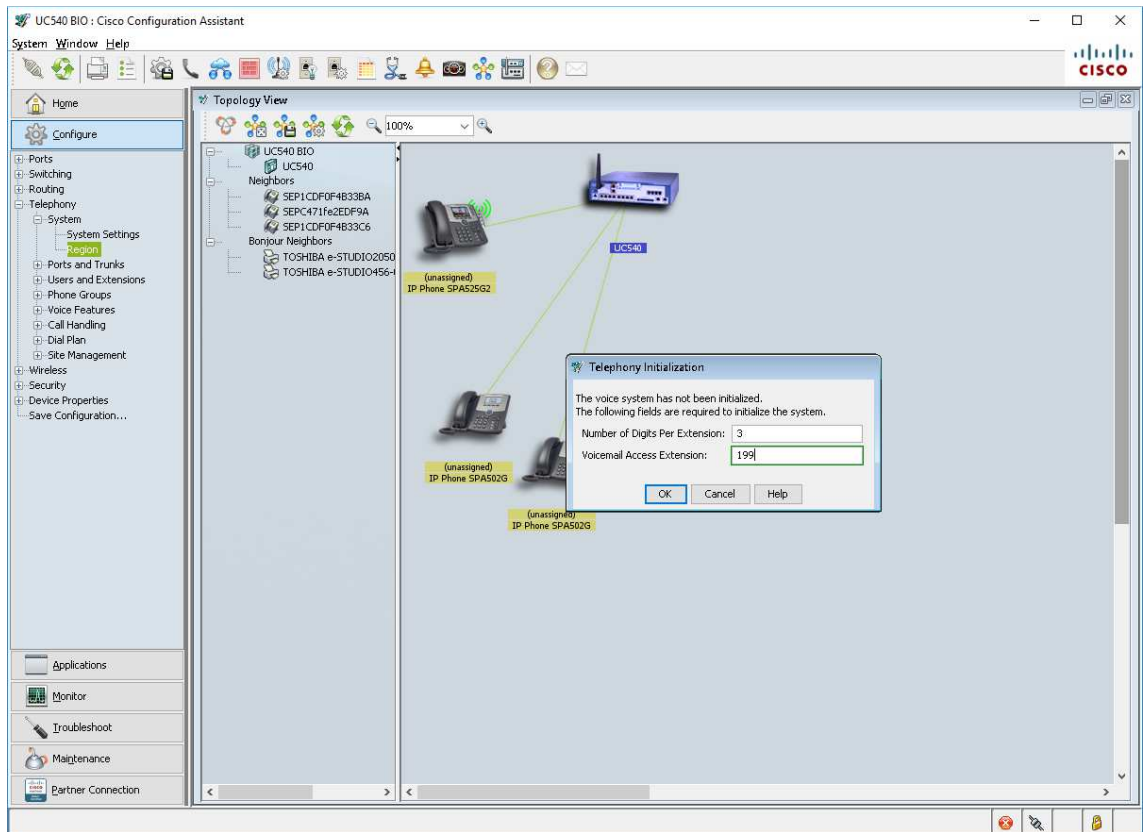 UC540 BIO : Cisco Configuration Assistant
System Window Help
CISCO
Home
Configure
Ports
Switching
Routing
Telephony
System
System Settings
Region
Ports and Trunks
Users and Extensions
Phone Groups
Voice Features
Call Handling
Dial Plan
Site Management
Wireless
Security
Device Properties
Save Configuration...
Applications
Monitor
Troubleshoot
Maintenance
Partner Connection
Topology View
100%
UC540 BIO
UC540
Neighbors
SEP1CDF0F4B33BA
SEPC471fe2EDF9A
SEP1CDF0F4B33C6
Bonjour Neighbors
TOSHIBA e-STUDIO2050
TOSHIBA e-STUDIO456-
UC540
(unassigned)
IP Phone SPA525G2
(unassigned)
IP Phone SPA502G
(unassigned)
IP Phone SPA502G
Telephony Initialization
The voice system has not been initialized.
The following fields are required to initialize the system.
Number of Digits Per Extension: 3
Voicemail Access Extension: 199
OK Cancel Help